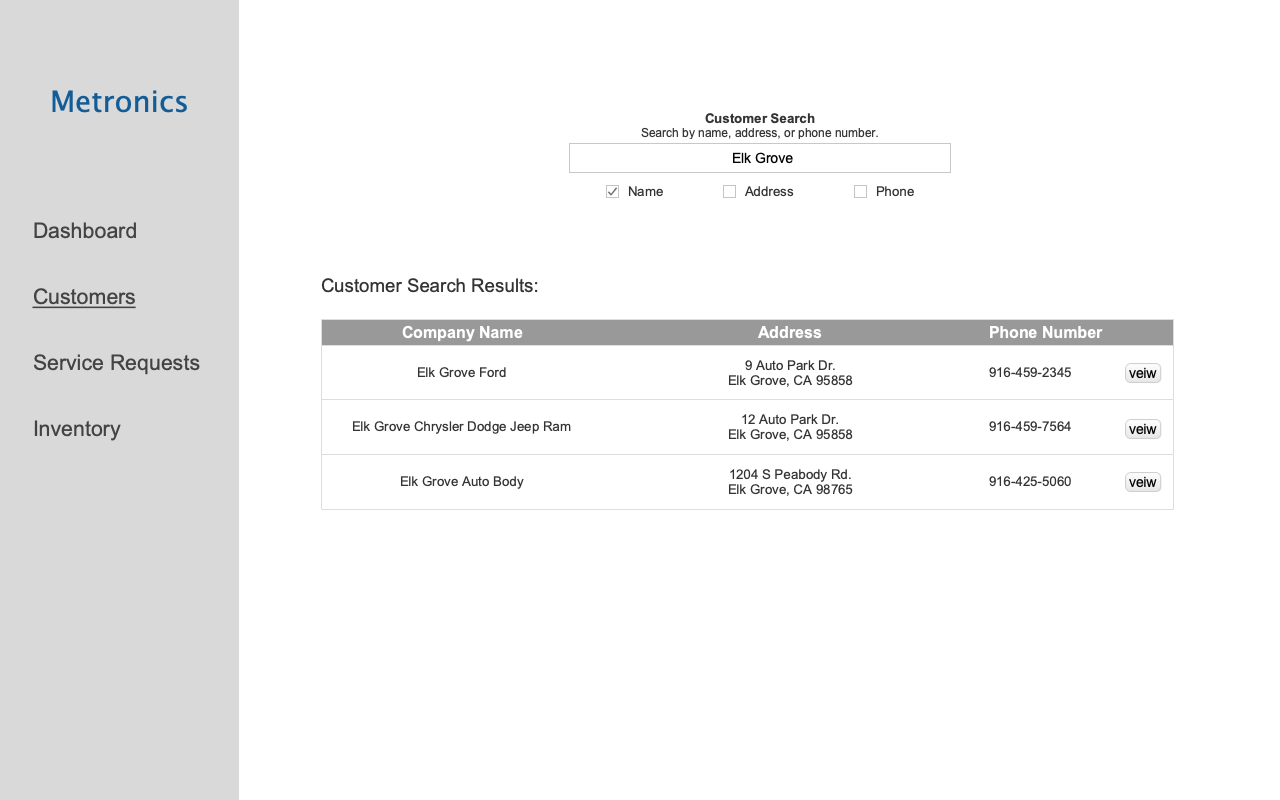 Metronics
Dashboard
Customers
Service Requests
Inventory
Customer Search
Search by name, address, or phone number.
Elk Grove
Name Address Phone
Customer Search Results:
Company Name Address Phone Number
Elk Grove Ford 9 Auto Park Dr. 916-459-2345 veiw
Elk Grove, CA 95858
Elk Grove Chrysler Dodge Jeep Ram 12 Auto Park Dr. 916-459-7564 veiw
Elk Grove, CA 95858
Elk Grove Auto Body 1204 S Peabody Rd. 916-425-5060 veiw
Elk Grove, CA 98765